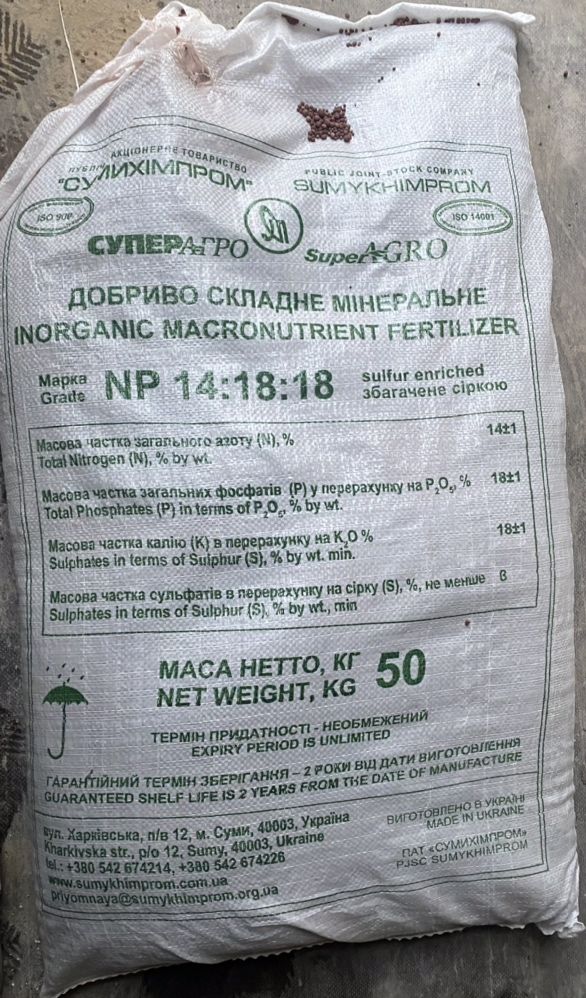 ПУБЛІЧНЕ АКЦІОНЕРНЕ ТОВАРИСТВО
"СУМИХІМПРОМ"
PUBLIC JOINT-STOCK COMPANY
SUMYKHIMPROM
ISO 14001
СУПЕРАГРО
SuperAGRO
ДОБРИВО СКЛАДНЕ МІНЕРАЛЬНЕ
INORGANIC MACRONUTRIENT FERTILIZER
Марка
Grade
NP 14:18:18
sulfur enriched
збагачене сіркою
Масова частка загального азоту (N), % 14±1
Total Nitrogen (N), % by wt.
Масова частка загальних фосфатів (P) у перерахунку на P₂O₅, % 18±1
Total Phosphates (P) in terms of P₂O₅, % by wt.
Масова частка калію (K) в перерахунку на K₂O % 18±1
Sulphates in terms of Sulphur (S), % by wt. min.
Масова частка сульфатів в перерахунку на сірку (S), %, не менше
Sulphates in terms of Sulphur (S), % by wt., min
МАСА НЕТТО, КГ
NET WEIGHT, KG
50
ТЕРМІН ПРИДАТНОСТІ - НЕОБМЕЖЕНИЙ
EXPIRY PERIOD IS UNLIMITED
ГАРАНТІЙНИЙ ТЕРМІН ЗБЕРІГАННЯ – 2 РОКИ ВІД ДАТИ ВИГОТОВЛЕННЯ
GUARANTEED SHELF LIFE IS 2 YEARS FROM THE DATE OF MANUFACTURE
вул. Харківська, п/в 12, м. Суми, 40003, Україна
Kharkivska str., p/o 12, Sumy, 40003, Ukraine
tel.: +380 542 674214, +380 542 674226
www.sumykhimprom.com.ua
priyomnaya@sumykhimprom.org.ua
ВИГОТОВЛЕНО В УКРАЇНІ
MADE IN UKRAINE
ПАТ «СУМИХІМПРОМ»
PJSC SUMYKHIMPROM